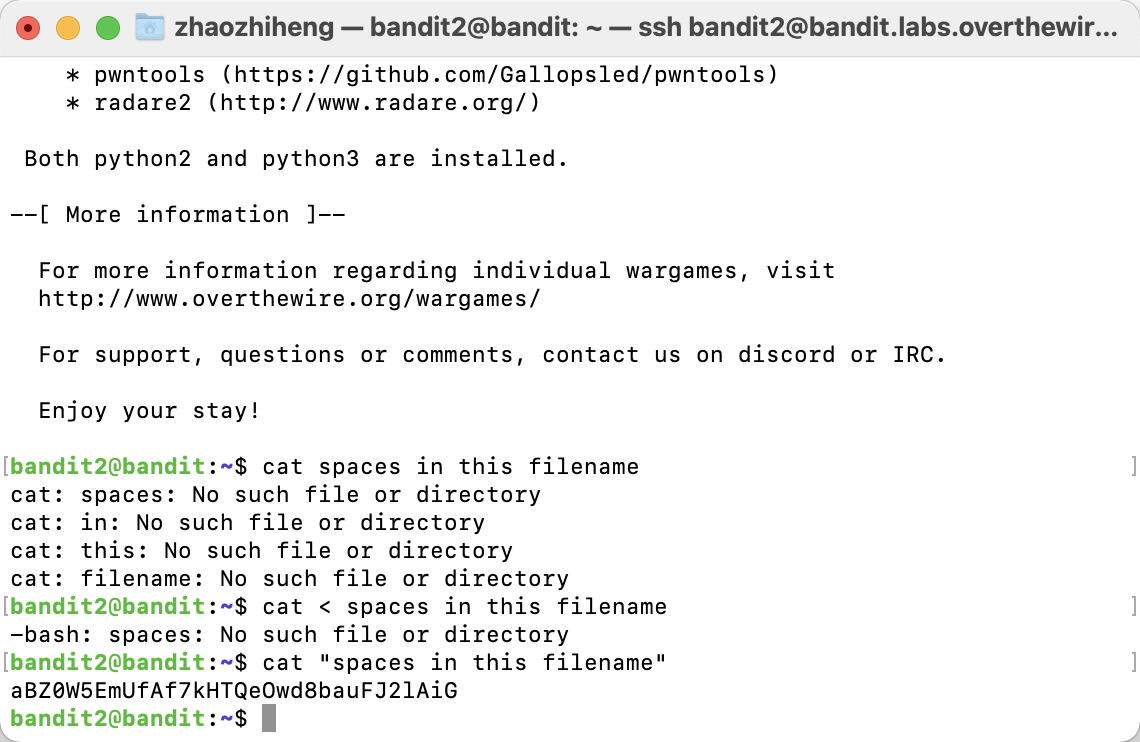 zhaozhiheng — bandit2@bandit: ~ — ssh bandit2@bandit.labs.overthewir...
* pwntools (https://github.com/Gallopsled/pwntools)
* radare2 (http://www.radare.org/)
Both python2 and python3 are installed.
--[ More information ]--
For more information regarding individual wargames, visit
http://www.overthewire.org/wargames/
For support, questions or comments, contact us on discord or IRC.
Enjoy your stay!
[bandit2@bandit:~$ cat spaces in this filename ]
cat: spaces: No such file or directory
cat: in: No such file or directory
cat: this: No such file or directory
cat: filename: No such file or directory
[bandit2@bandit:~$ cat < spaces in this filename ]
-bash: spaces: No such file or directory
[bandit2@bandit:~$ cat "spaces in this filename" ]
aBZ0W5EmUfAf7kHTQeOwd8bauFJ2lAiG
bandit2@bandit:~$